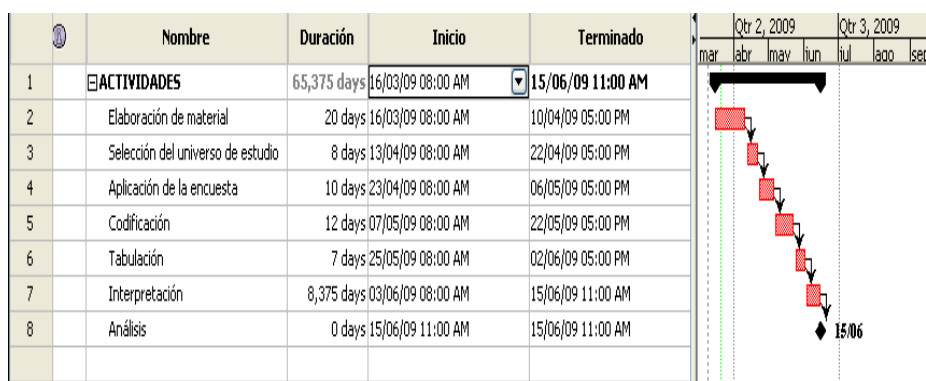 Nombre Duración Inicio Terminado Qtr 2, 2009 Qtr 3, 2009
mar abr may jun jul ago sep
1 ACTIVIDADES 65,375 days 16/03/09 08:00 AM 15/06/09 11:00 AM
2 Elaboración de material 20 days 16/03/09 08:00 AM 10/04/09 05:00 PM
3 Selección del universo de estudio 8 days 13/04/09 08:00 AM 22/04/09 05:00 PM
4 Aplicación de la encuesta 10 days 23/04/09 08:00 AM 06/05/09 05:00 PM
5 Codificación 12 days 07/05/09 08:00 AM 22/05/09 05:00 PM
6 Tabulación 7 days 25/05/09 08:00 AM 02/06/09 05:00 PM
7 Interpretación 8,375 days 03/06/09 08:00 AM 15/06/09 11:00 AM
8 Análisis 0 days 15/06/09 11:00 AM 15/06/09 11:00 AM 15/06